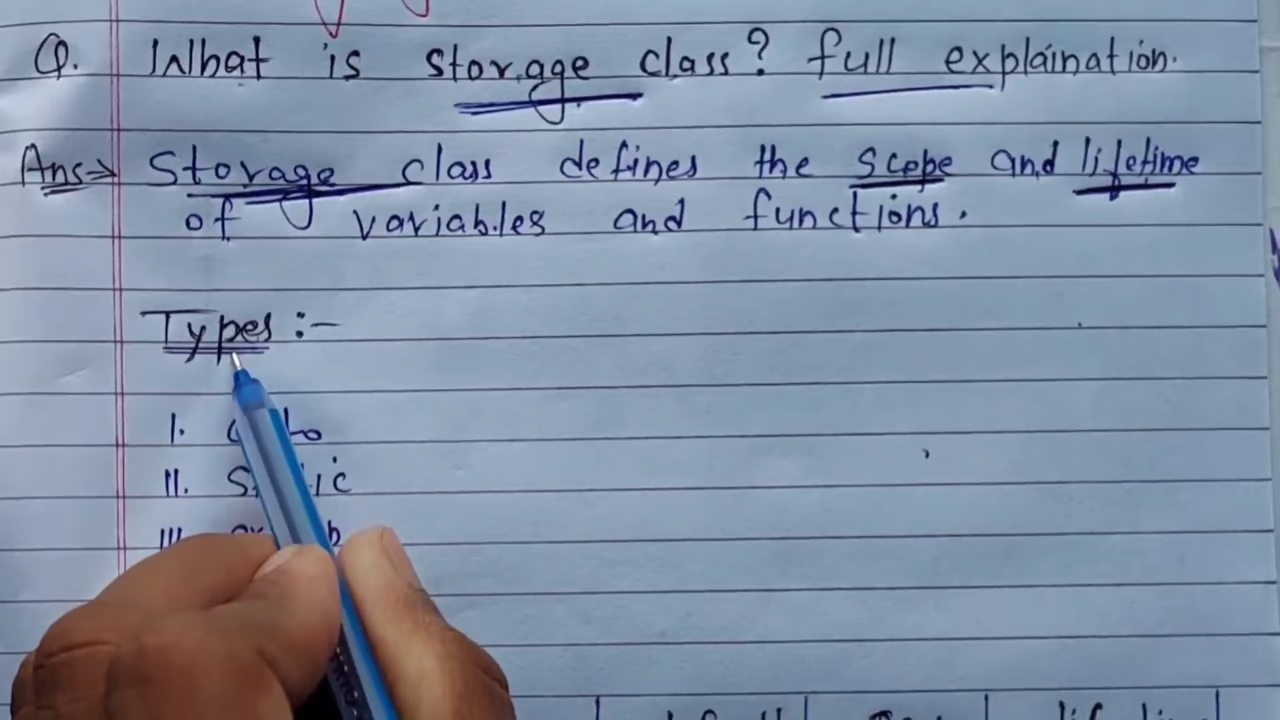 Q. What is storage class? full explaination.
Ans→ Storage class defines the scope and lifetime
of variables and functions.
Types :-
I.
II.
III.